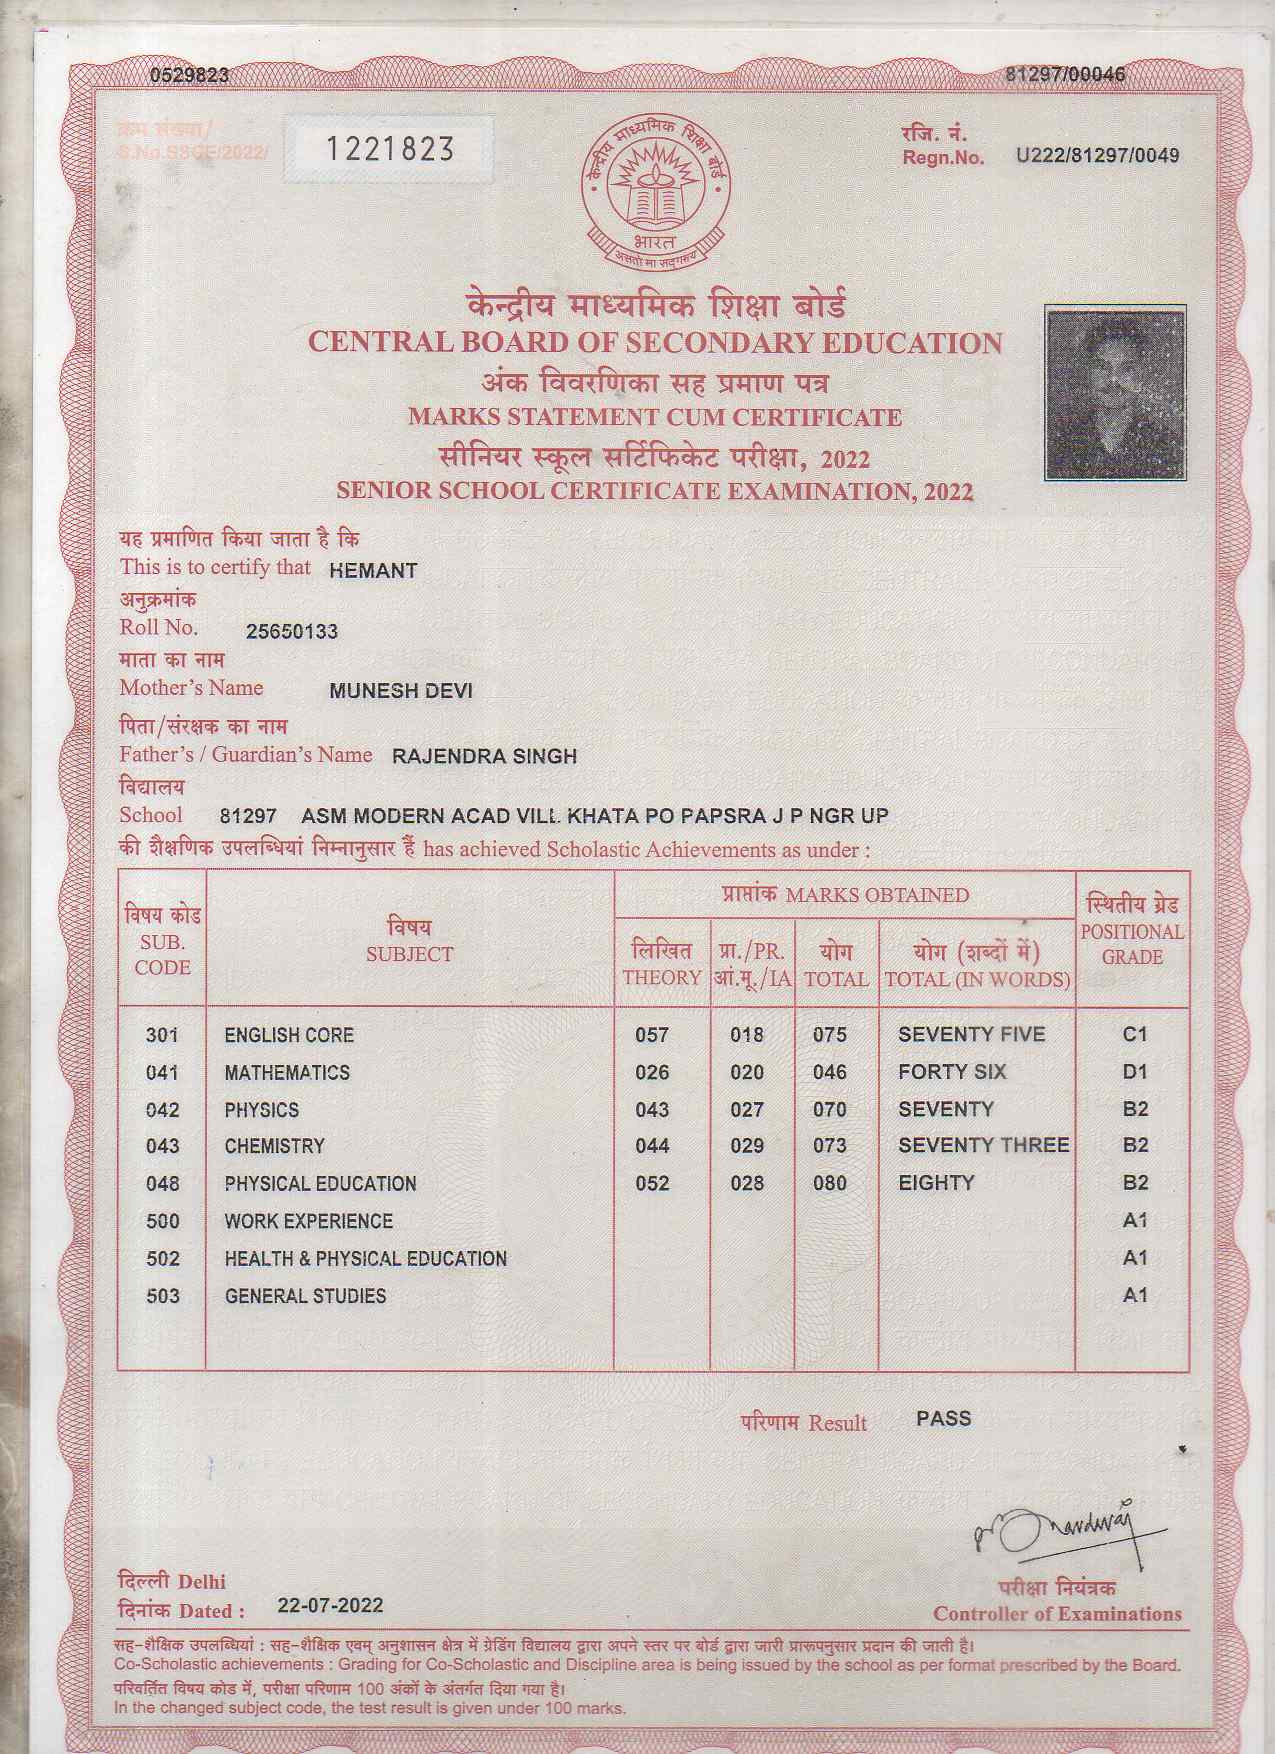 0529823 81297/00046
क्रम संख्या/
S.No.SSCE/2022/ 1221823
रजि. नं.
Regn.No. U222/81297/0049
केन्द्रीय माध्यमिक शिक्षा बोर्ड
भारत
असतो मा सद्गमय
केन्द्रीय माध्यमिक शिक्षा बोर्ड
CENTRAL BOARD OF SECONDARY EDUCATION
अंक विवरणिका सह प्रमाण पत्र
MARKS STATEMENT CUM CERTIFICATE
सीनियर स्कूल सर्टिफिकेट परीक्षा, 2022
SENIOR SCHOOL CERTIFICATE EXAMINATION, 2022
यह प्रमाणित किया जाता है कि
This is to certify that HEMANT
अनुक्रमांक
Roll No. 25650133
माता का नाम
Mother's Name MUNESH DEVI
पिता/संरक्षक का नाम
Father's / Guardian's Name RAJENDRA SINGH
विद्यालय
School 81297 ASM MODERN ACAD VILL KHATA PO PAPSRA J P NGR UP
की शैक्षणिक उपलब्धियां निम्नानुसार हैं has achieved Scholastic Achievements as under :
विषय कोड
SUB.
CODE
विषय
SUBJECT
प्राप्तांक MARKS OBTAINED
लिखित
THEORY
प्रा./PR.
आं.मू./IA
योग
TOTAL
योग (शब्दों में)
TOTAL (IN WORDS)
स्थितीय ग्रेड
POSITIONAL
GRADE
301 ENGLISH CORE 057 018 075 SEVENTY FIVE C1
041 MATHEMATICS 026 020 046 FORTY SIX D1
042 PHYSICS 043 027 070 SEVENTY B2
043 CHEMISTRY 044 029 073 SEVENTY THREE B2
048 PHYSICAL EDUCATION 052 028 080 EIGHTY B2
500 WORK EXPERIENCE A1
502 HEALTH & PHYSICAL EDUCATION A1
503 GENERAL STUDIES A1
परिणाम Result PASS
दिल्ली Delhi
दिनांक Dated : 22-07-2022
परीक्षा नियंत्रक
Controller of Examinations
सह-शैक्षिक उपलब्धियां : सह-शैक्षिक एवम् अनुशासन क्षेत्र में ग्रेडिंग विद्यालय द्वारा अपने स्तर पर बोर्ड द्वारा जारी प्रारूपनुसार प्रदान की जाती है।
Co-Scholastic achievements : Grading for Co-Scholastic and Discipline area is being issued by the school as per format prescribed by the Board.
परिवर्तित विषय कोड में, परीक्षा परिणाम 100 अंकों के अंतर्गत दिया गया है।
In the changed subject code, the test result is given under 100 marks.